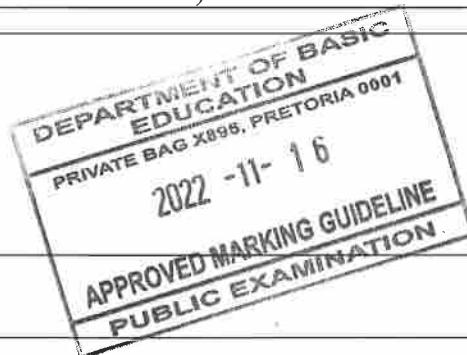 DEPARTMENT OF BASIC
EDUCATION
PRIVATE BAG X895, PRETORIA 0001
2022 -11- 16
APPROVED MARKING GUIDELINE
PUBLIC EXAMINATION